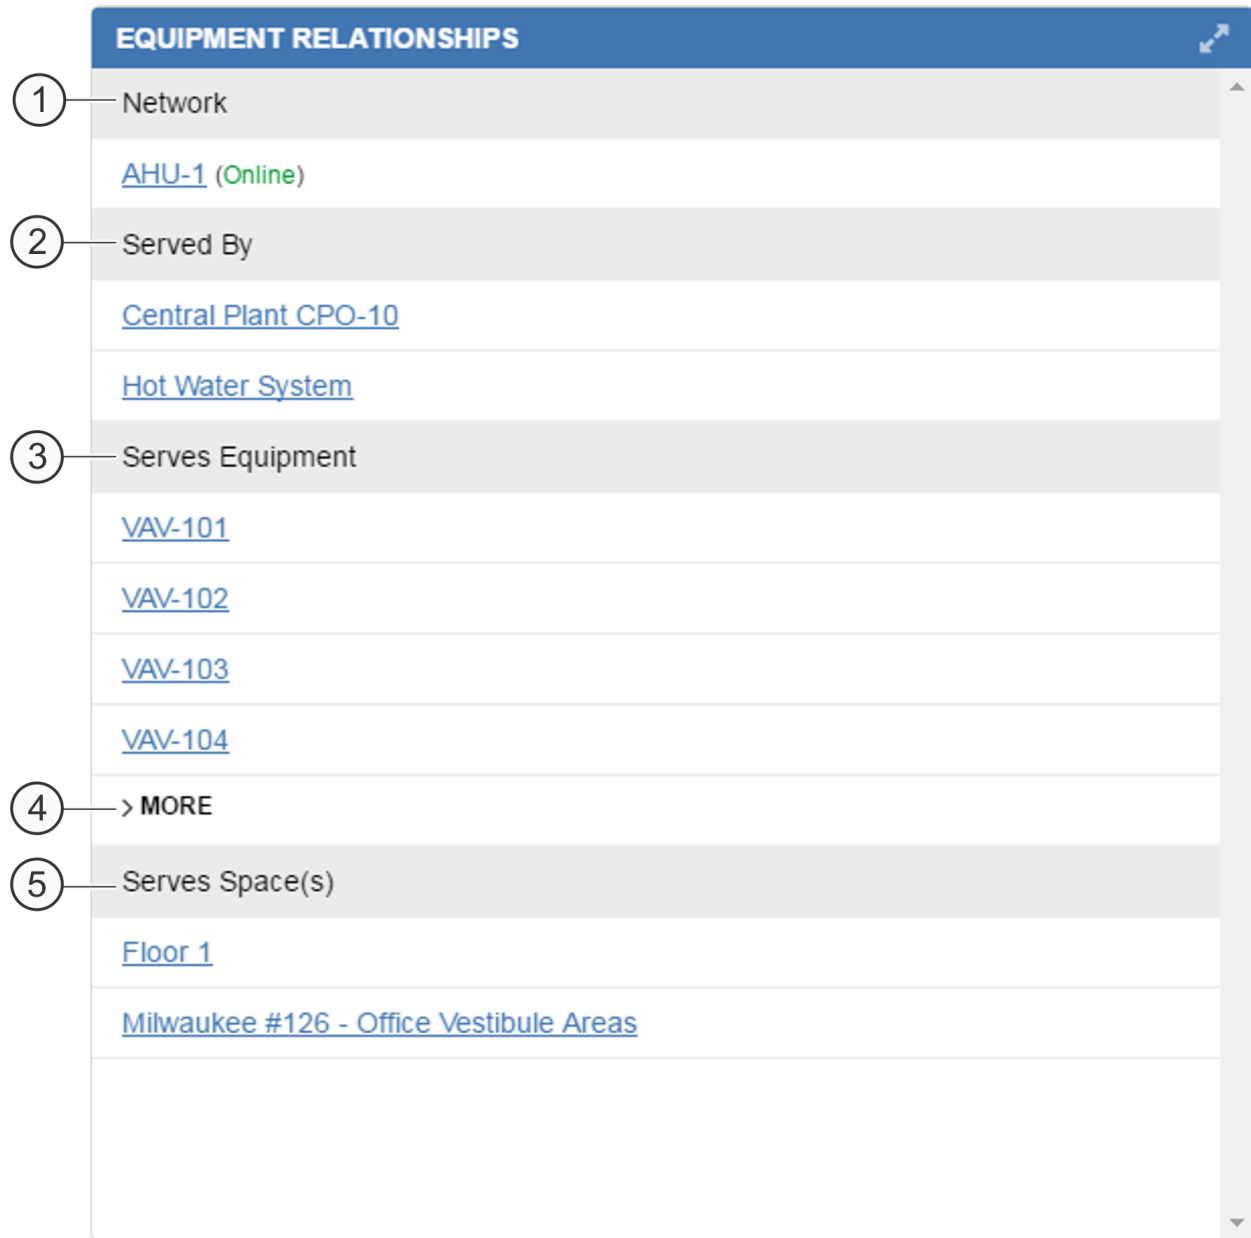 EQUIPMENT RELATIONSHIPS
1 Network
AHU-1 (Online)
2 Served By
Central Plant CPO-10
Hot Water System
3 Serves Equipment
VAV-101
VAV-102
VAV-103
VAV-104
4 > MORE
5 Serves Space(s)
Floor 1
Milwaukee #126 - Office Vestibule Areas